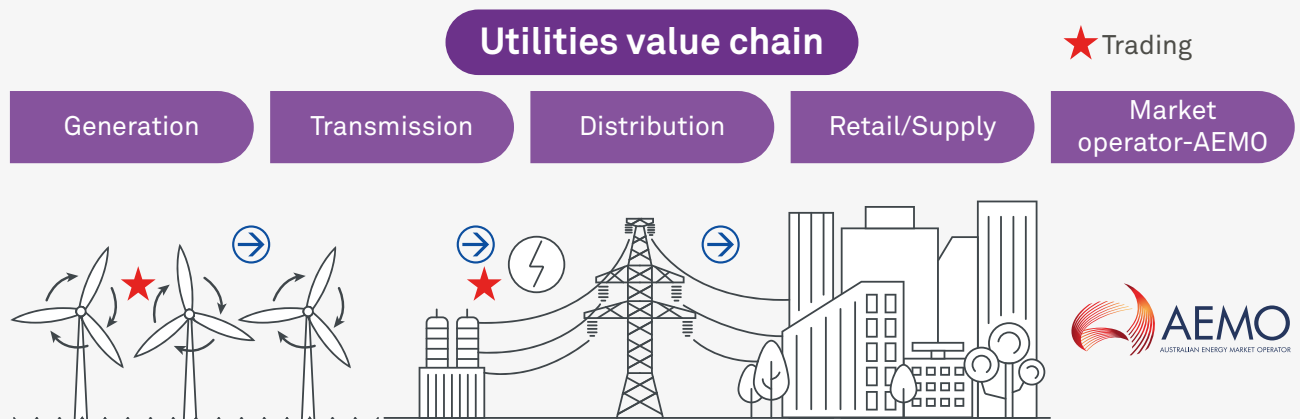 Utilities value chain
Trading
Generation
Transmission
Distribution
Retail/Supply
Market
operator-AEMO
AEMO
AUSTRALIAN ENERGY MARKET OPERATOR